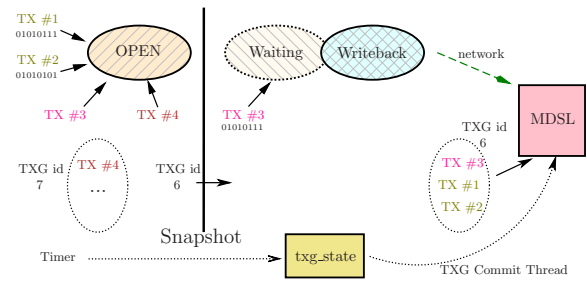 TX #1
01010111
TX #2
01010101
OPEN
TX #3
TX #4
Waiting
Writeback
network
TX #3
01010111
MDSL
TXG id
7
TX #4
...
TXG id
6
TXG id
6
TX #3
TX #1
TX #2
Snapshot
Timer
txg_state
TXG Commit Thread